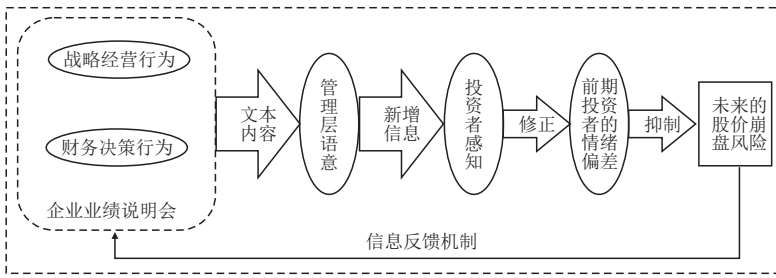 战略经营行为
财务决策行为
企业业绩说明会
文本
内容
管理层语意
新增
信息
投资者感知
修正
前期投资者的情绪偏差
抑制
未来的
股价崩
盘风险
信息反馈机制